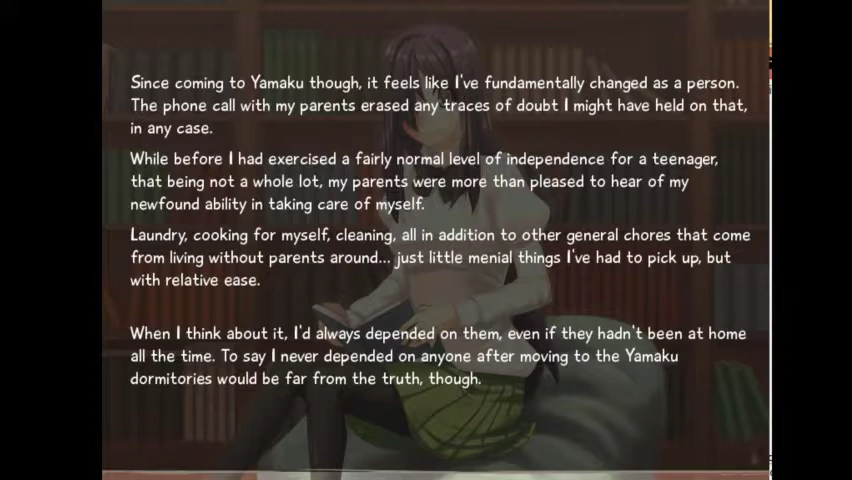 Since coming to Yamaku though, it feels like I've fundamentally changed as a person.
The phone call with my parents erased any traces of doubt I might have held on that,
in any case.
While before I had exercised a fairly normal level of independence for a teenager,
that being not a whole lot, my parents were more than pleased to hear of my
newfound ability in taking care of myself.
Laundry, cooking for myself, cleaning, all in addition to other general chores that come
from living without parents around... just little menial things I've had to pick up, but
with relative ease.
When I think about it, I'd always depended on them, even if they hadn't been at home
all the time. To say I never depended on anyone after moving to the Yamaku
dormitories would be far from the truth, though.